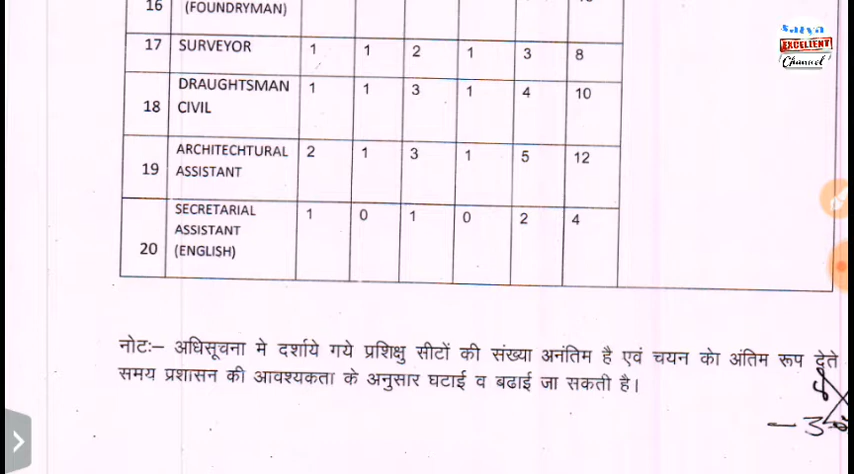 16 (FOUNDRYMAN)
17 SURVEYOR 1 1 2 1 3 8
DRAUGHTSMAN 1 1 3 1 4 10
18 CIVIL
ARCHITECHTURAL 2 1 3 1 5 12
19 ASSISTANT
SECRETARIAL 1 0 1 0 2 4
ASSISTANT
20 (ENGLISH)
नोटः– अधिसूचना मे दर्शाये गये प्रशिक्षु सीटों की संख्या अनंतिम है एवं चयन को अंतिम रूप देते
समय प्रशासन की आवश्यकता के अनुसार घटाई व बढाई जा सकती है।
Satya
EXCELLENT
Channel